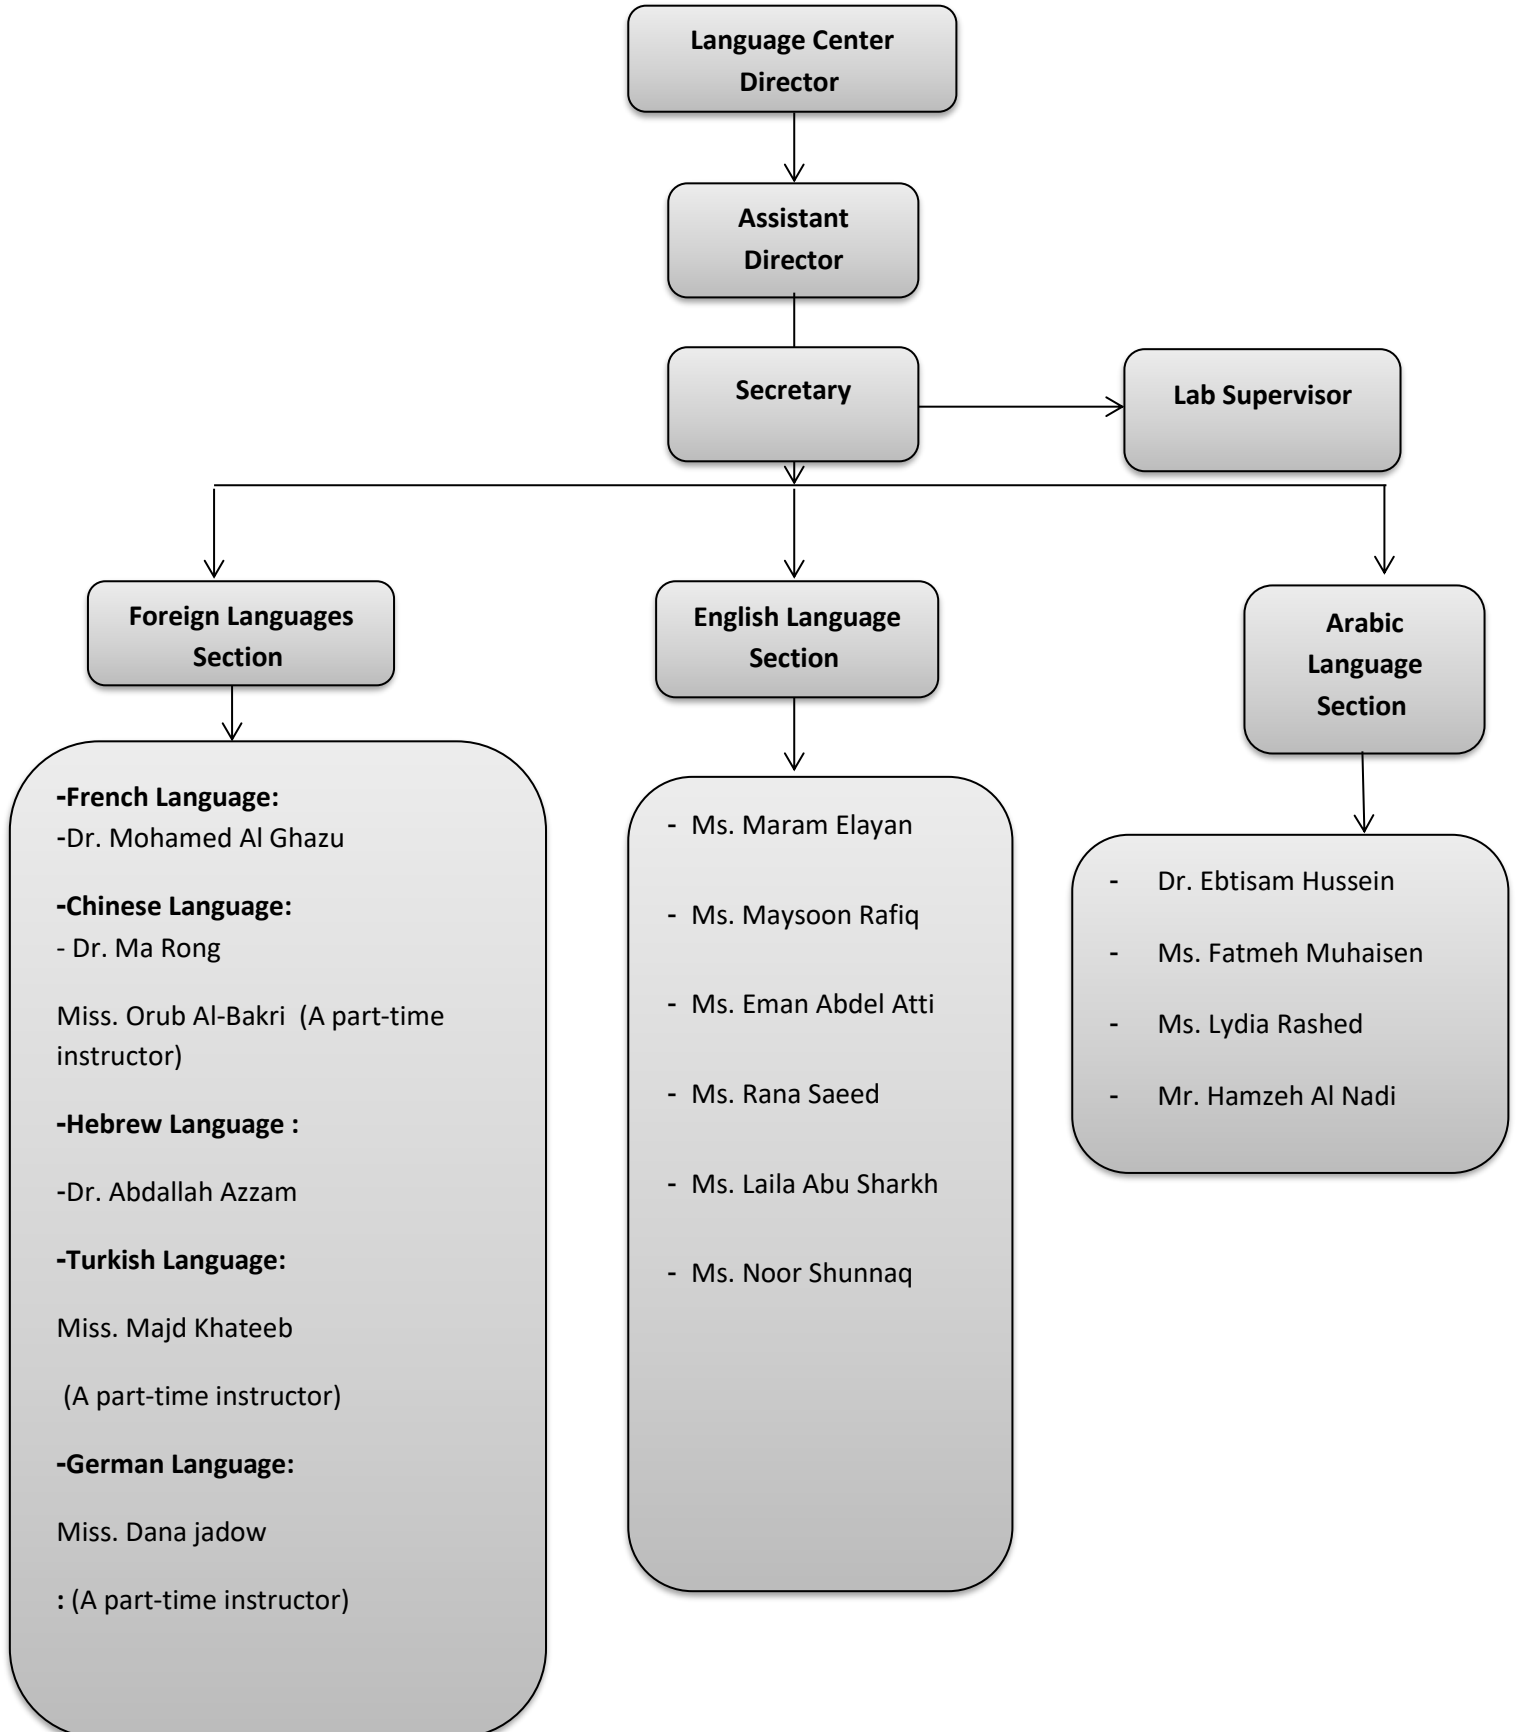 Language Center
Director
Assistant
Director
Secretary
Lab Supervisor
Foreign Languages
Section
English Language
Section
Arabic
Language
Section
-French Language:
-Dr. Mohamed Al Ghazu
-Chinese Language:
- Dr. Ma Rong
Miss. Orub Al-Bakri  (A part-time
instructor)
-Hebrew Language :
-Dr. Abdallah Azzam
-Turkish Language:
Miss. Majd Khateeb
(A part-time instructor)
-German Language:
Miss. Dana jadow
: (A part-time instructor)
- Ms. Maram Elayan
- Ms. Maysoon Rafiq
- Ms. Eman Abdel Atti
- Ms. Rana Saeed
- Ms. Laila Abu Sharkh
- Ms. Noor Shunnaq
- Dr. Ebtisam Hussein
- Ms. Fatmeh Muhaisen
- Ms. Lydia Rashed
- Mr. Hamzeh Al Nadi